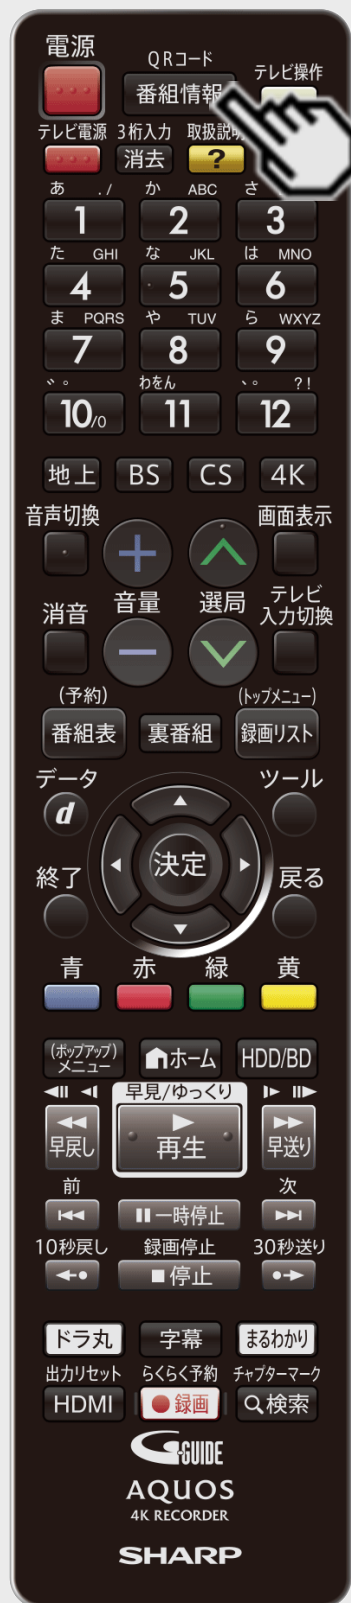 電源
QRコード
番組情報
テレビ操作
テレビ電源 3桁入力 取扱説明
消去 ?
あ ./ か ABC さ
1 2 3
た GHI な JKL は MNO
4 5 6
ま PQRS や TUV ら WXYZ
7 8 9
゛゜ わをん 、。 ?!
10/0 11 12
地上 BS CS 4K
音声切換 画面表示
+
消音 音量 選局 テレビ入力切換
−
(予約) (トップメニュー)
番組表 裏番組 録画リスト
データ ツール
d
決定
終了 戻る
青 赤 緑 黄
(ポップアップ)
メニュー ホーム HDD/BD
早見/ゆっくり
早戻し 再生 早送り
前 次
一時停止
10秒戻し 録画停止 30秒送り
停止
ドラ丸 字幕 まるわかり
出力リセット らくらく予約 チャプターマーク
HDMI 録画 検索
G-GUIDE
AQUOS
4K RECORDER
SHARP